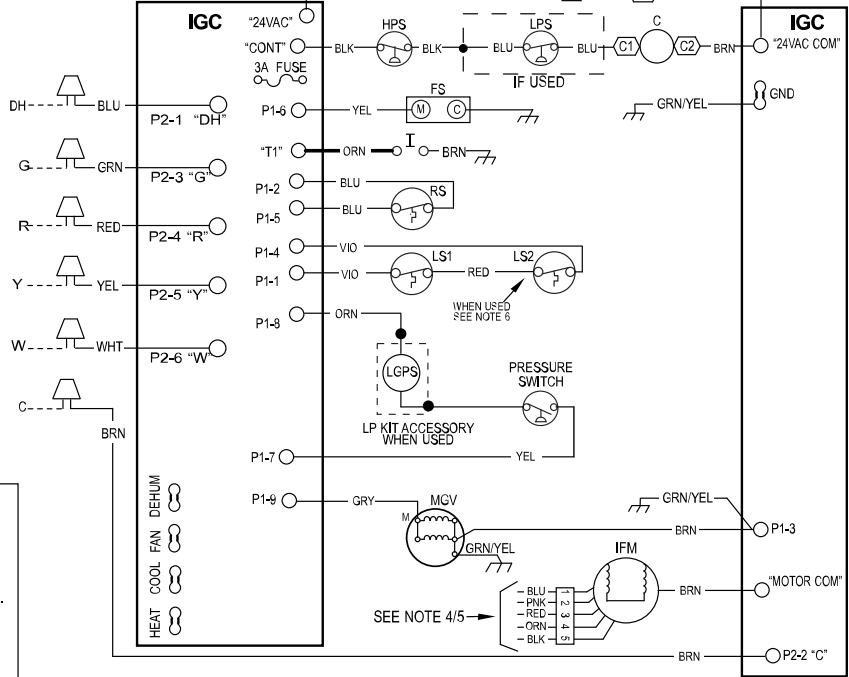 IGC
"24VAC"
"CONT"
BLK
HPS
BLK
BLU
LPS
BLU
C1
C
C2
BRN
IGC
"24VAC COM"
3A FUSE
IF USED
DH
BLU
P2-1 "DH"
P1-6
YEL
FS
M
C
GRN/YEL
GND
"T1"
ORN
I
BRN
G
GRN
P2-3 "G"
P1-2
BLU
P1-5
BLU
RS
R
RED
P2-4 "R"
P1-4
VIO
P1-1
VIO
LS1
RED
LS2
Y
YEL
P2-5 "Y"
WHEN USED
SEE NOTE 6
P1-8
ORN
W
WHT
P2-6 "W"
LGPS
PRESSURE
SWITCH
C
BRN
LP KIT ACCESSORY
WHEN USED
P1-7
YEL
DEHUM
FAN
COOL
HEAT
P1-9
GRY
MGV
M
GRN/YEL
GRN/YEL
BRN
P1-3
IFM
SEE NOTE 4/5
BLU 1
PNK 2
RED 3
ORN 4
BLK 5
BRN
"MOTOR COM"
BRN
P2-2 "C"